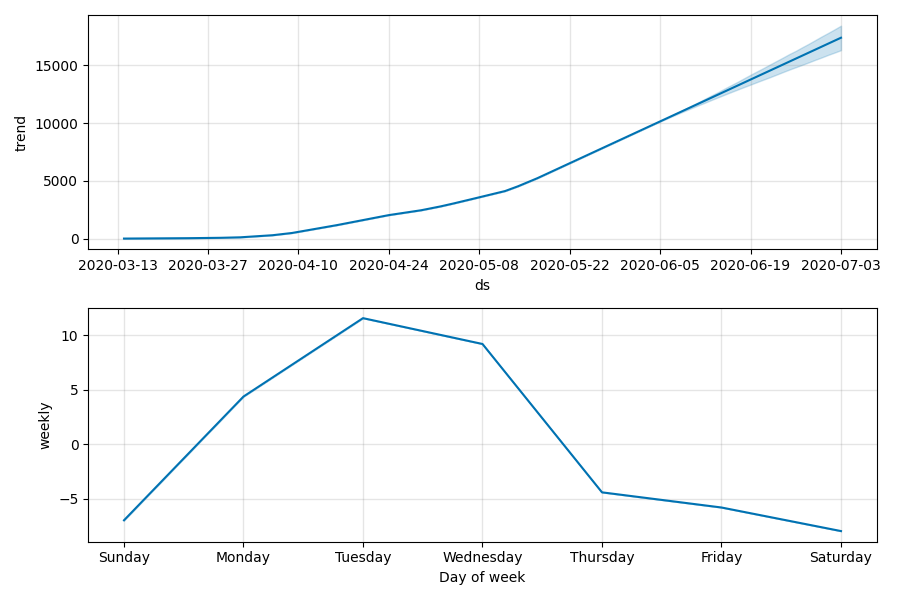 trend
15000
10000
5000
0
2020-03-13 2020-03-27 2020-04-10 2020-04-24 2020-05-08 2020-05-22 2020-06-05 2020-06-19 2020-07-03
ds
weekly
10
5
0
−5
Sunday Monday Tuesday Wednesday Thursday Friday Saturday
Day of week